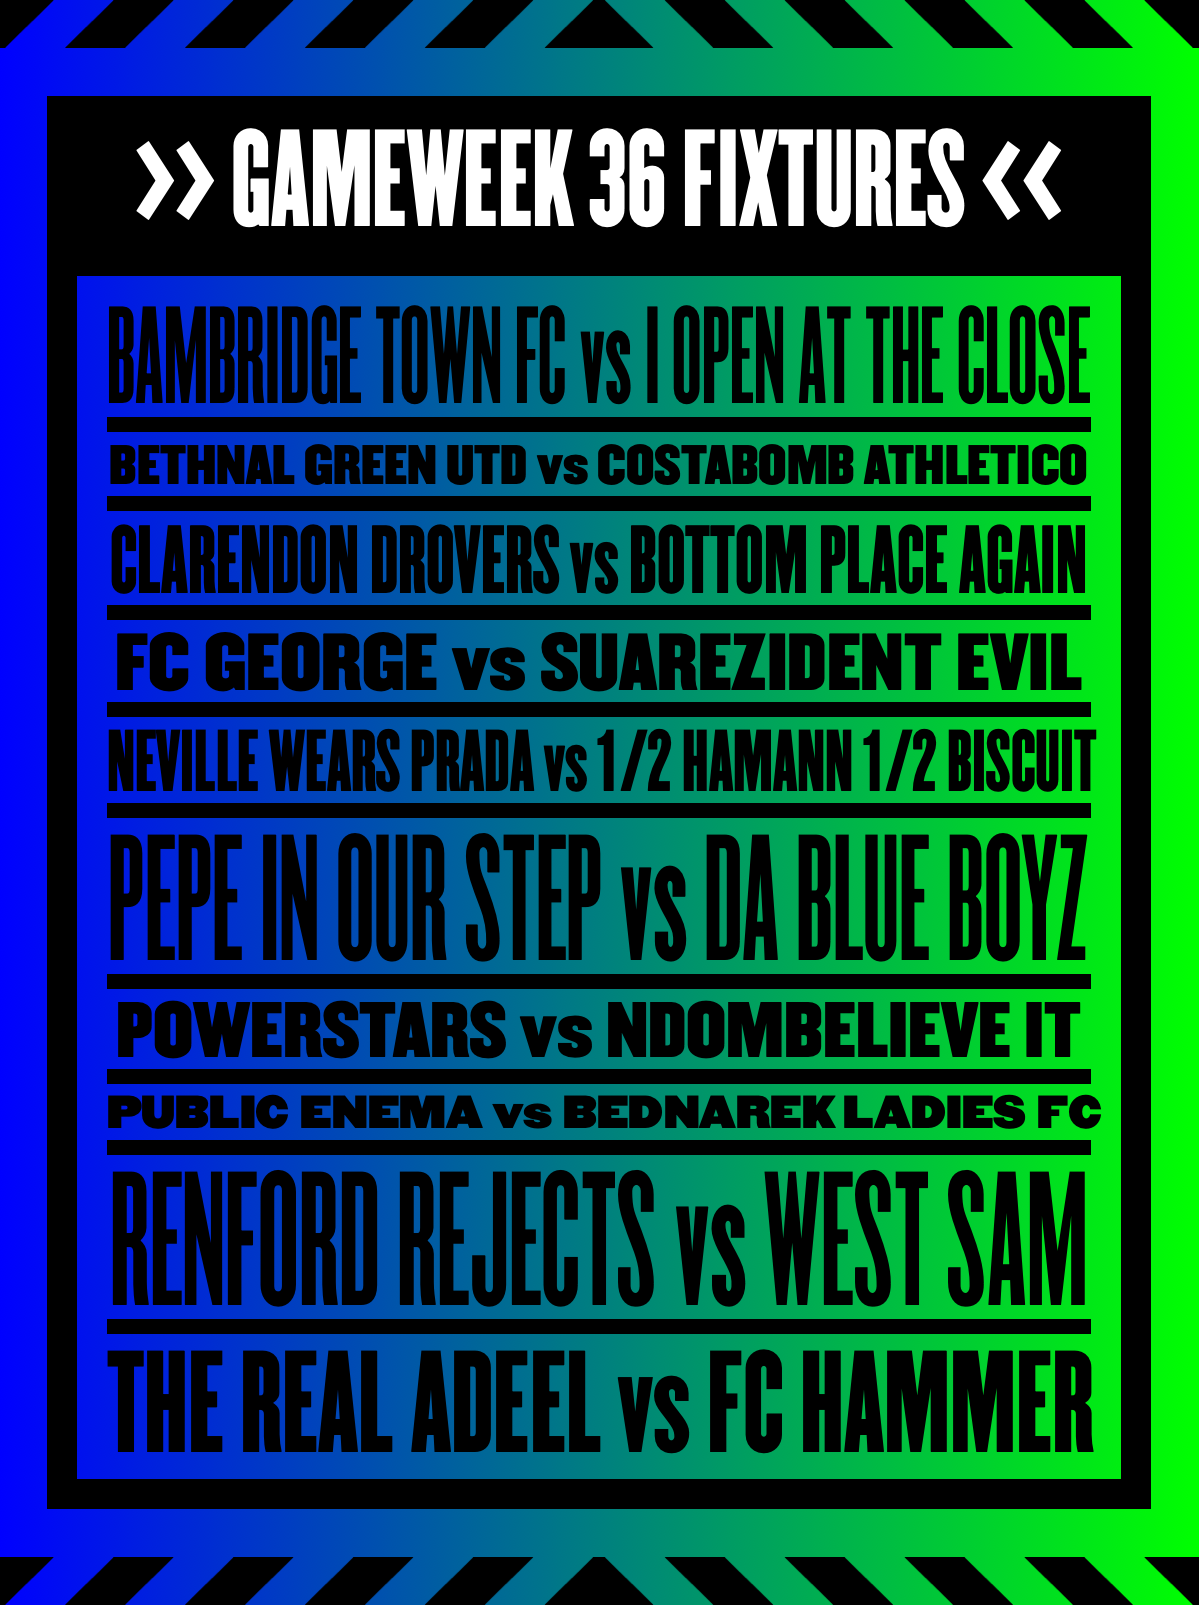 >> GAMEWEEK 36 FIXTURES <<
BAMBRIDGE TOWN FC vs I OPEN AT THE CLOSE
BETHNAL GREEN UTD vs COSTABOMB ATHLETICO
CLARENDON DROVERS vs BOTTOM PLACE AGAIN
FC GEORGE vs SUAREZIDENT EVIL
NEVILLE WEARS PRADA vs 1/2 HAMANN 1/2 BISCUIT
PEPE IN OUR STEP vs DA BLUE BOYZ
POWERSTARS vs NDOMBELIEVE IT
PUBLIC ENEMA vs BEDNAREK LADIES FC
RENFORD REJECTS vs WEST SAM
THE REAL ADEEL vs FC HAMMER